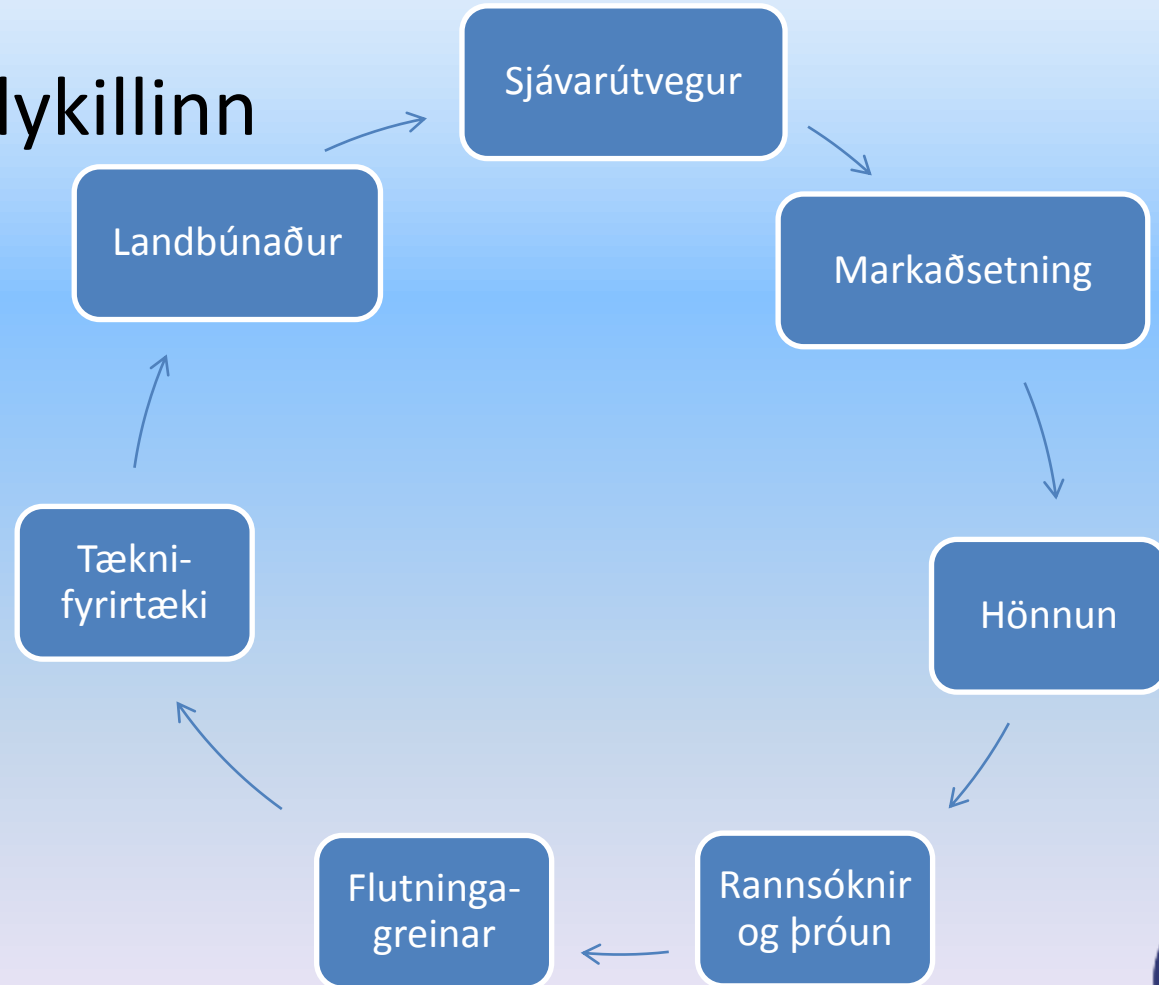 lykillinn
Sjávarútvegur
Markaðsetning
Hönnun
Rannsóknir
og þróun
Flutninga-
greinar
Tækni-
fyrirtæki
Landbúnaður